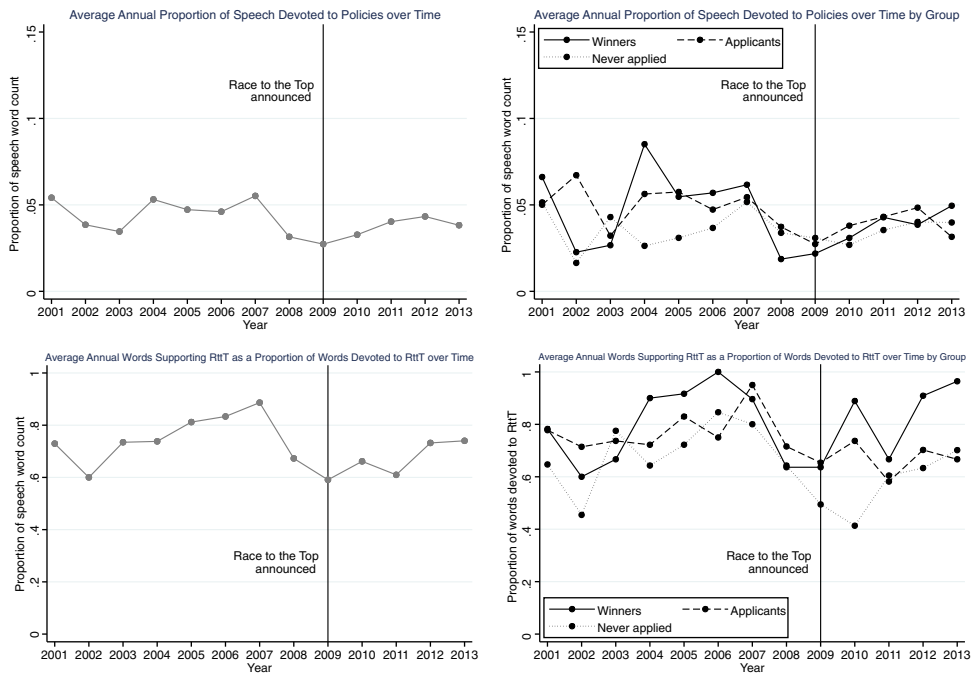 Average Annual Proportion of Speech Devoted to Policies over Time
Proportion of speech word count
.15
.1
.05
0
Race to the Top
announced
2001 2002 2003 2004 2005 2006 2007 2008 2009 2010 2011 2012 2013
Year
Average Annual Proportion of Speech Devoted to Policies over Time by Group
Proportion of speech word count
.15
.1
.05
0
Winners Applicants
Never applied
Race to the Top
announced
2001 2002 2003 2004 2005 2006 2007 2008 2009 2010 2011 2012 2013
Year
Average Annual Words Supporting RttT as a Proportion of Words Devoted to RttT over Time
Proportion of speech word count
1
.8
.6
.4
.2
0
Race to the Top
announced
2001 2002 2003 2004 2005 2006 2007 2008 2009 2010 2011 2012 2013
Year
Average Annual Words Supporting RttT as a Proportion of Words Devoted to RttT over Time by Group
Proportion of words devoted to RttT
1
.8
.6
.4
.2
0
Race to the Top
announced
Winners Applicants
Never applied
2001 2002 2003 2004 2005 2006 2007 2008 2009 2010 2011 2012 2013
Year